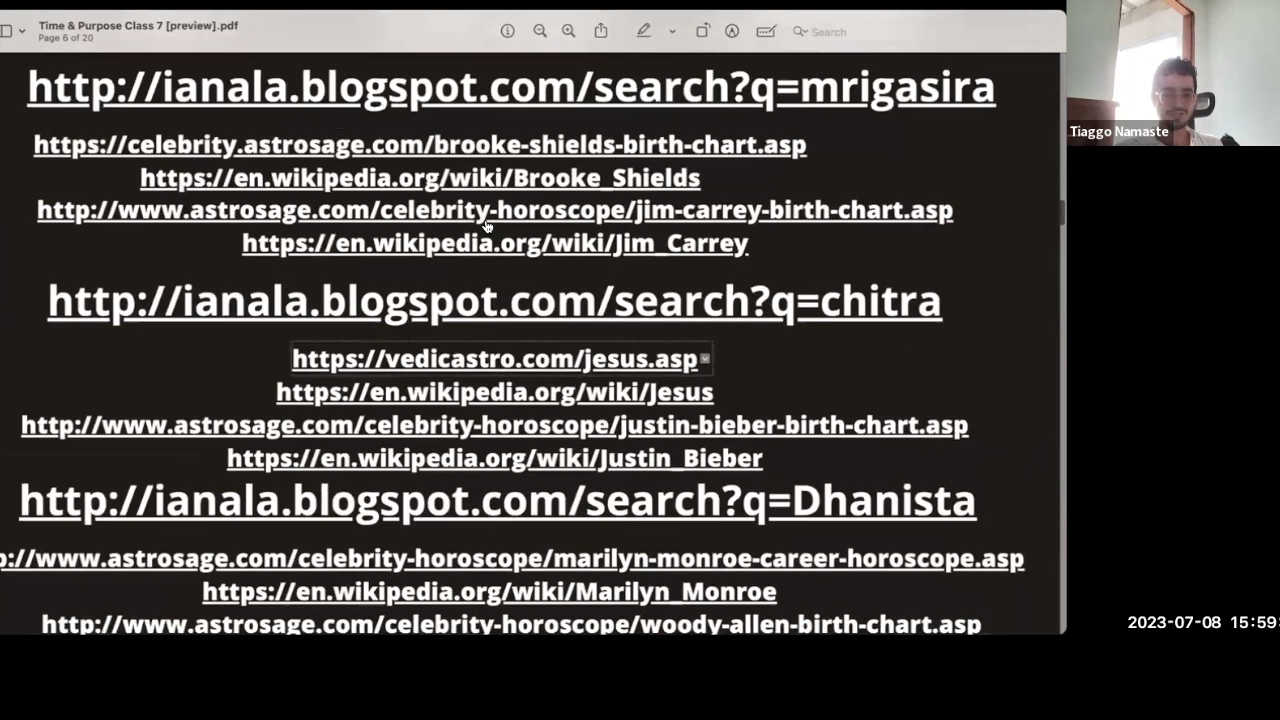 Time & Purpose Class 7 [preview].pdf
Page 6 of 20
Search
http://ianala.blogspot.com/search?q=mrigasira
https://celebrity.astrosage.com/brooke-shields-birth-chart.asp
https://en.wikipedia.org/wiki/Brooke_Shields
http://www.astrosage.com/celebrity-horoscope/jim-carrey-birth-chart.asp
https://en.wikipedia.org/wiki/Jim_Carrey
http://ianala.blogspot.com/search?q=chitra
https://vedicastro.com/jesus.asp
https://en.wikipedia.org/wiki/Jesus
http://www.astrosage.com/celebrity-horoscope/justin-bieber-birth-chart.asp
https://en.wikipedia.org/wiki/Justin_Bieber
http://ianala.blogspot.com/search?q=Dhanista
p://www.astrosage.com/celebrity-horoscope/marilyn-monroe-career-horoscope.asp
https://en.wikipedia.org/wiki/Marilyn_Monroe
http://www.astrosage.com/celebrity-horoscope/woody-allen-birth-chart.asp
Tiaggo Namaste
2023-07-08 15:59: